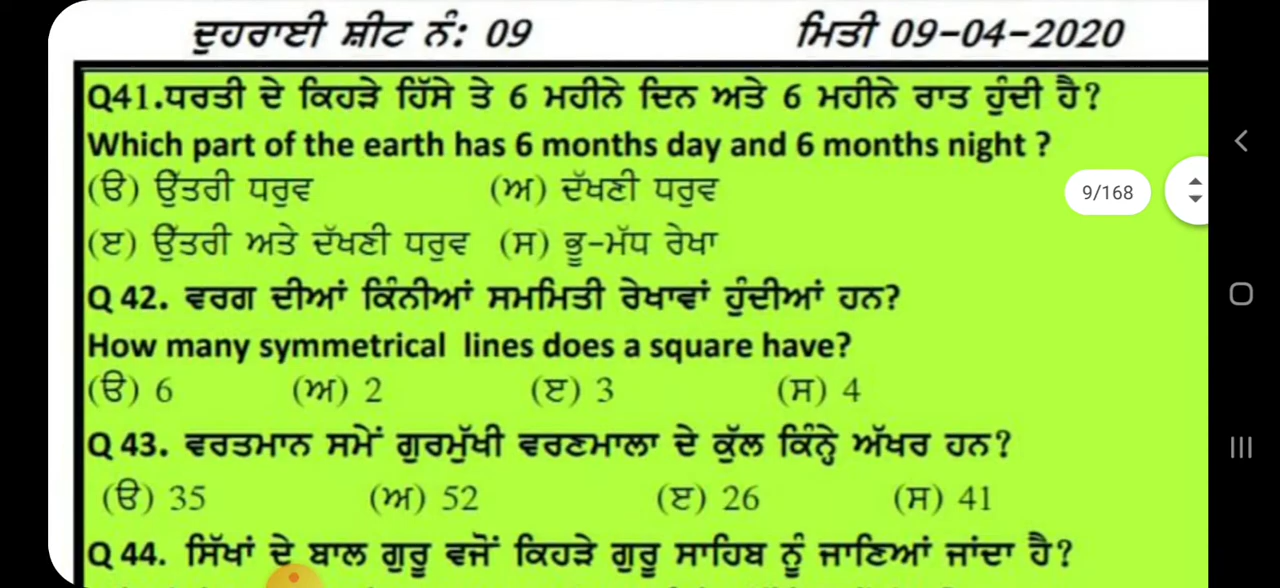 ਦੁਹਰਾਈ ਸ਼ੀਟ ਨੰ: 09 ਮਿਤੀ 09-04-2020
Q41.ਧਰਤੀ ਦੇ ਕਿਹੜੇ ਹਿੱਸੇ ਤੇ 6 ਮਹੀਨੇ ਦਿਨ ਅਤੇ 6 ਮਹੀਨੇ ਰਾਤ ਹੁੰਦੀ ਹੈ?
Which part of the earth has 6 months day and 6 months night ?
(ੳ) ਉੱਤਰੀ ਧਰੁਵ (ਅ) ਦੱਖਣੀ ਧਰੁਵ
9/168
(ੲ) ਉੱਤਰੀ ਅਤੇ ਦੱਖਣੀ ਧਰੁਵ (ਸ) ਭੂ-ਮੱਧ ਰੇਖਾ
Q 42. ਵਰਗ ਦੀਆਂ ਕਿੰਨੀਆਂ ਸਮਮਿਤੀ ਰੇਖਾਵਾਂ ਹੁੰਦੀਆਂ ਹਨ?
How many symmetrical lines does a square have?
(ੳ) 6 (ਅ) 2 (ੲ) 3 (ਸ) 4
Q 43. ਵਰਤਮਾਨ ਸਮੇਂ ਗੁਰਮੁੱਖੀ ਵਰਣਮਾਲਾ ਦੇ ਕੁੱਲ ਕਿੰਨ੍ਹੇ ਅੱਖਰ ਹਨ?
(ੳ) 35 (ਅ) 52 (ੲ) 26 (ਸ) 41
Q 44. ਸਿੱਖਾਂ ਦੇ ਬਾਲ ਗੁਰੂ ਵਜੋਂ ਕਿਹੜੇ ਗੁਰੂ ਸਾਹਿਬ ਨੂੰ ਜਾਣਿਆਂ ਜਾਂਦਾ ਹੈ?